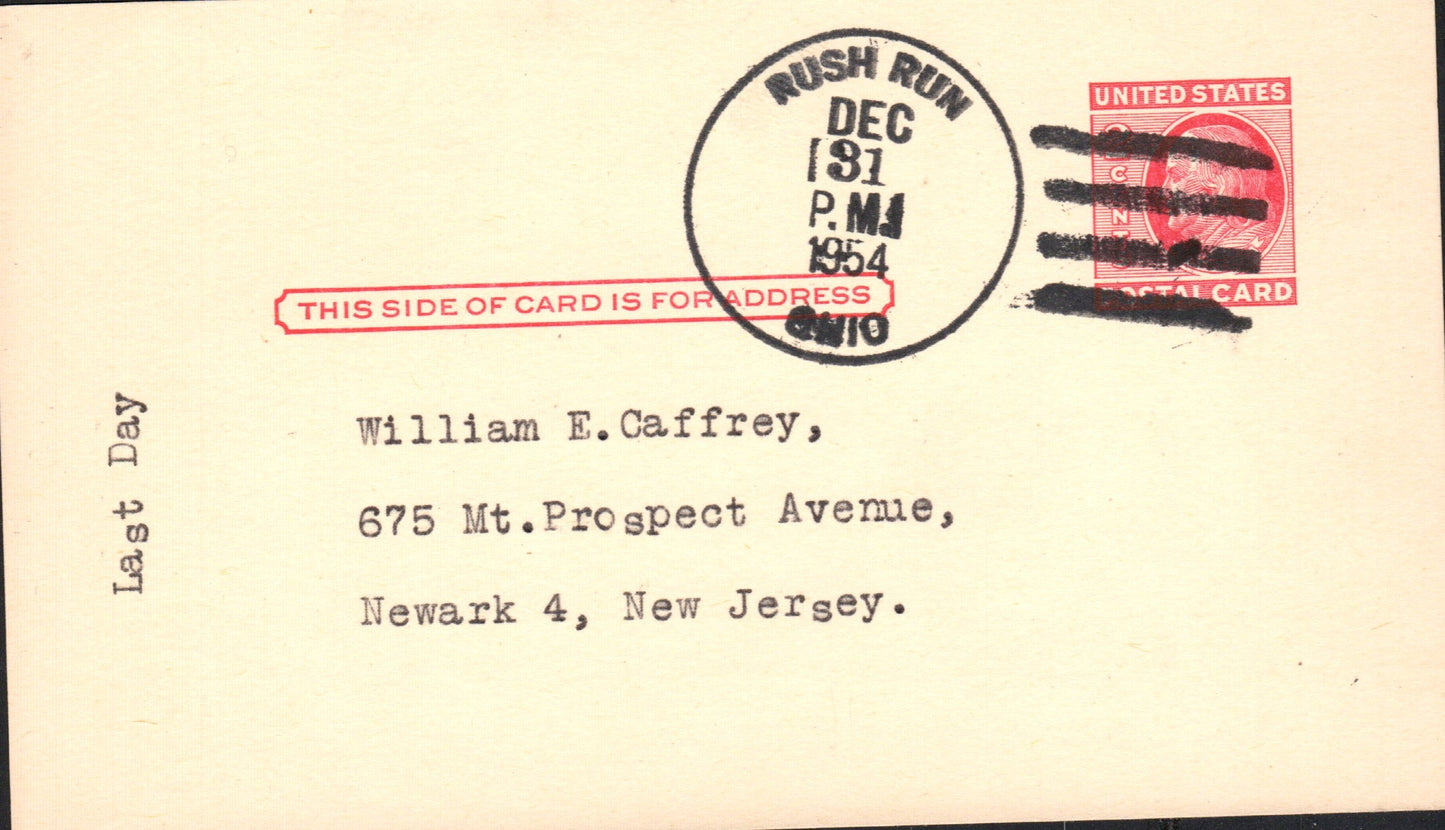 RUSH RUN
DEC
31
P.M.
1954
OHIO
UNITED STATES
CENTS
POSTAL CARD
THIS SIDE OF CARD IS FOR ADDRESS
Last Day
William E.Caffrey,
675 Mt.Prospect Avenue,
Newark 4, New Jersey.